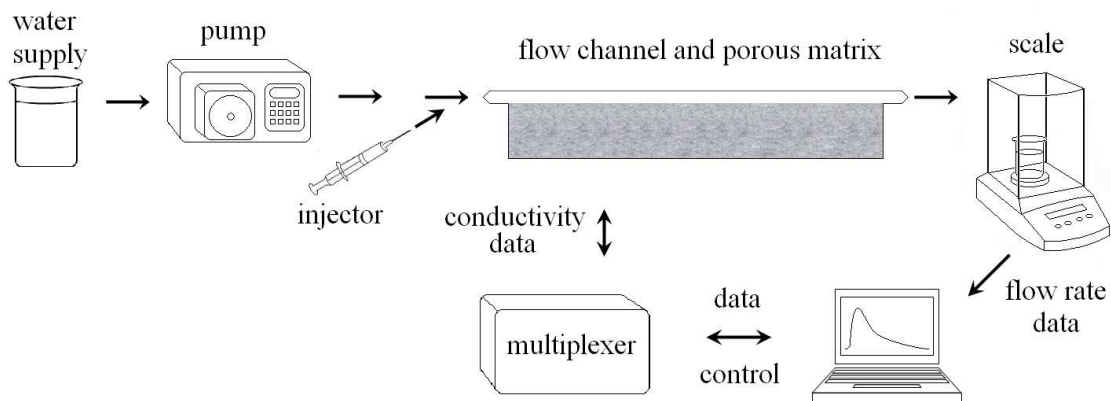 water
supply
pump
flow channel and porous matrix
scale
injector
conductivity
data
multiplexer
data
control
flow rate
data